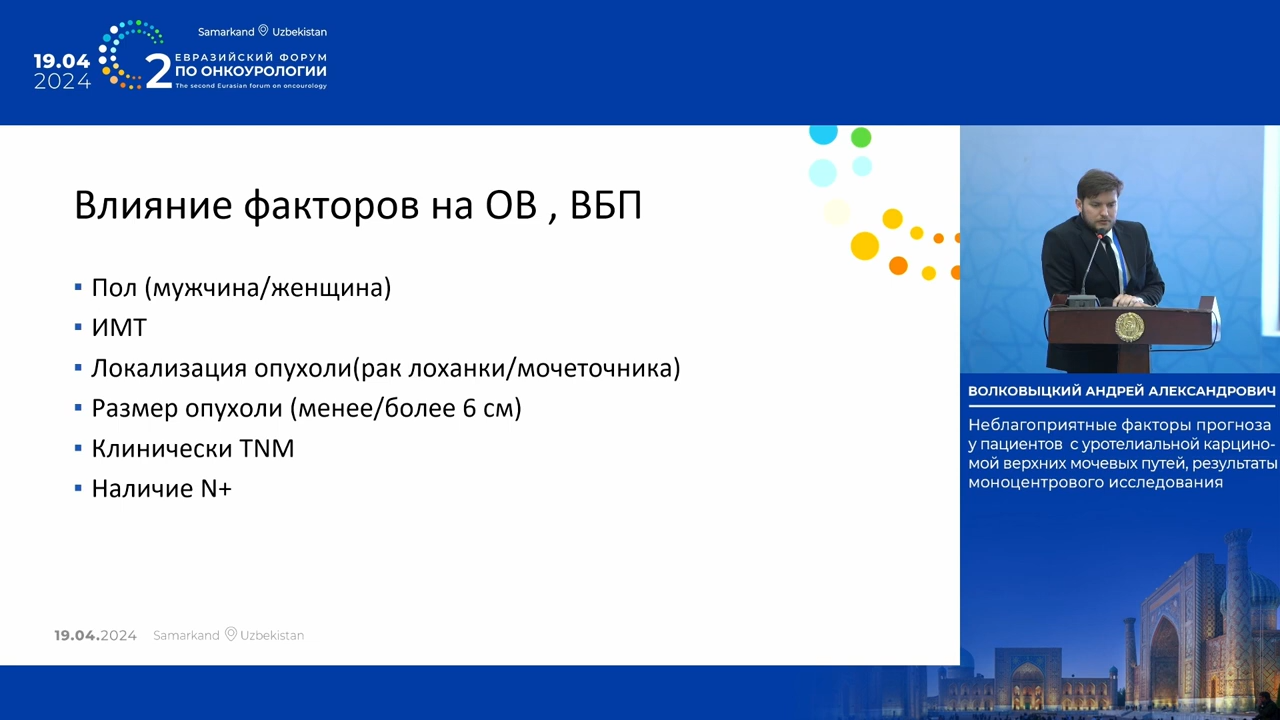 Samarkand Uzbekistan
19.04
2024
2
ЕВРАЗИЙСКИЙ ФОРУМ
ПО ОНКОУРОЛОГИИ
The second Eurasian forum on oncourology
Влияние факторов на ОВ , ВБП
▪ Пол (мужчина/женщина)
▪ ИМТ
▪ Локализация опухоли(рак лоханки/мочеточника)
▪ Размер опухоли (менее/более 6 см)
▪ Клинически TNM
▪ Наличие N+
19.04.2024 Samarkand Uzbekistan
ВОЛКОВЫЦКИЙ АНДРЕЙ АЛЕКСАНДРОВИЧ
Неблагоприятные факторы прогноза
у пациентов с уротелиальной карцино-
мой верхних мочевых путей, результаты
моноцентрового исследования